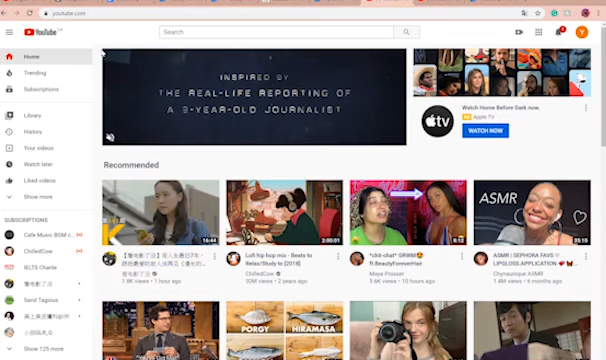 youtube.com
YouTube CA
Search
1
Y
Home
Trending
Subscriptions
Library
History
Your videos
Watch later
Liked videos
Show more
SUBSCRIPTIONS
Cafe Music BGM c...
ChilledCow
IELTS Charlie
Send Taginus
Show 125 more
INSPIRED BY
THE REAL-LIFE REPORTING OF
A 9-YEAR-OLD JOURNALIST
tv
Watch Home Before Dark now.
Ad Apple TV
WATCH NOW
Recommended
16:44
1.8K views • 1 hour ago
2:00:01
Lofi hip hop mix - Beats to
Relax/Study to [2018]
ChilledCow
30M views • 2 years ago
8:12
*chit-chat* GRWM
ft.BeautyForeverHair
Maya Prosser
5.6K views • 10 hours ago
ASMR
35:15
ASMR | SEPHORA FAVS
LIPGLOSS APPLICATION
Chynaunique ASMR
1.4M views • 6 months ago
PORGY
HIRAMASA